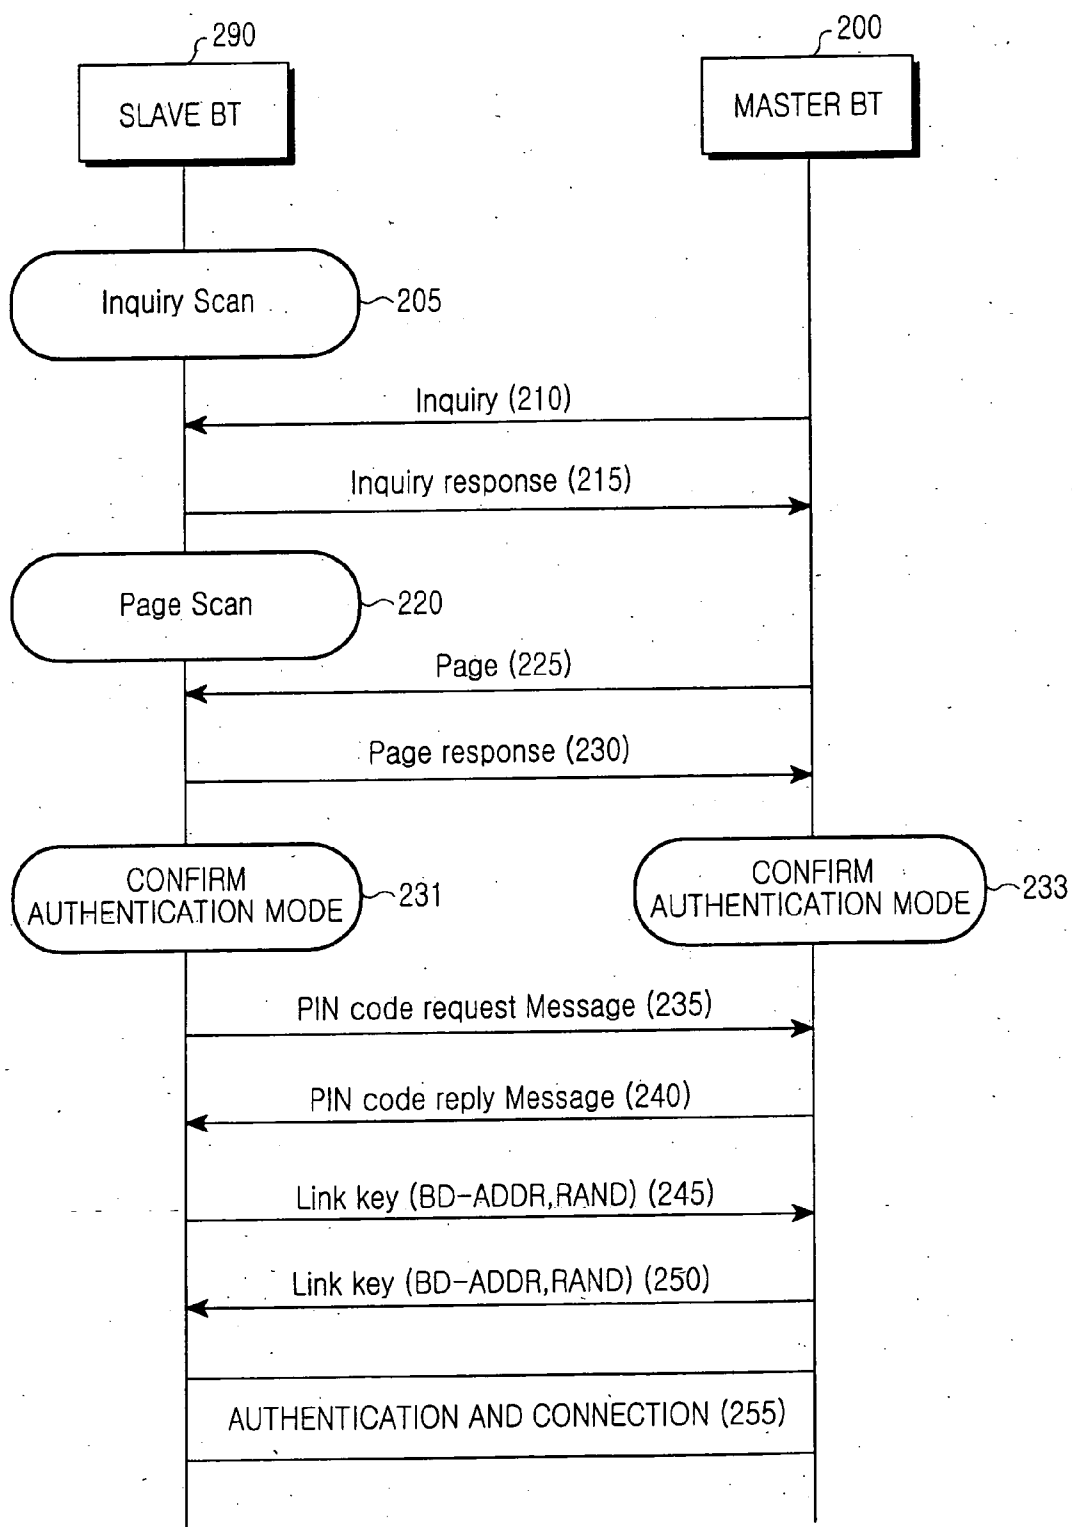 290
200
SLAVE BT
MASTER BT
Inquiry Scan
205
Inquiry (210)
Inquiry response (215)
Page Scan
220
Page (225)
Page response (230)
CONFIRM
AUTHENTICATION MODE
231
CONFIRM
AUTHENTICATION MODE
233
PIN code request Message (235)
PIN code reply Message (240)
Link key (BD-ADDR,RAND) (245)
Link key (BD-ADDR,RAND) (250)
AUTHENTICATION AND CONNECTION (255)